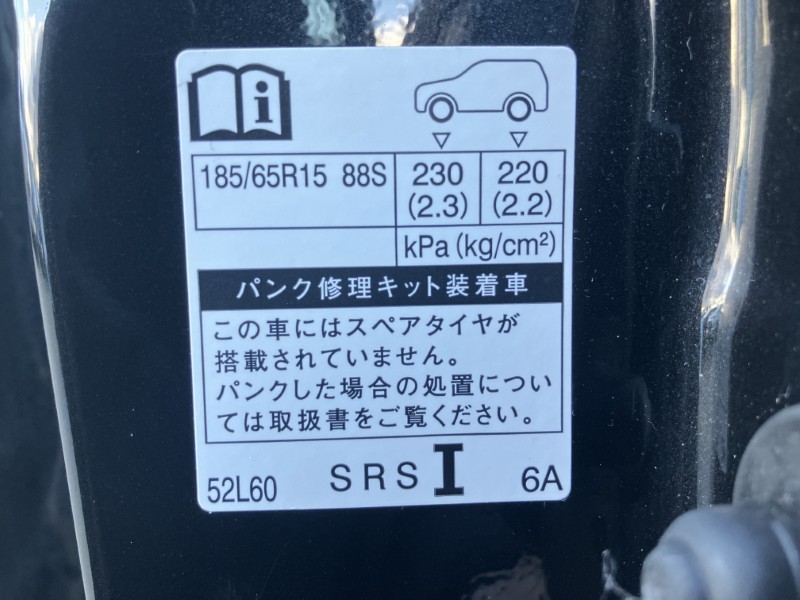 i
185/65R15 88S 230 220
(2.3) (2.2)
kPa (kg/cm²)
パンク修理キット装着車
この車にはスペアタイヤが
搭載されていません。
パンクした場合の処置につい
ては取扱書をご覧ください。
52L60 SRS I 6A